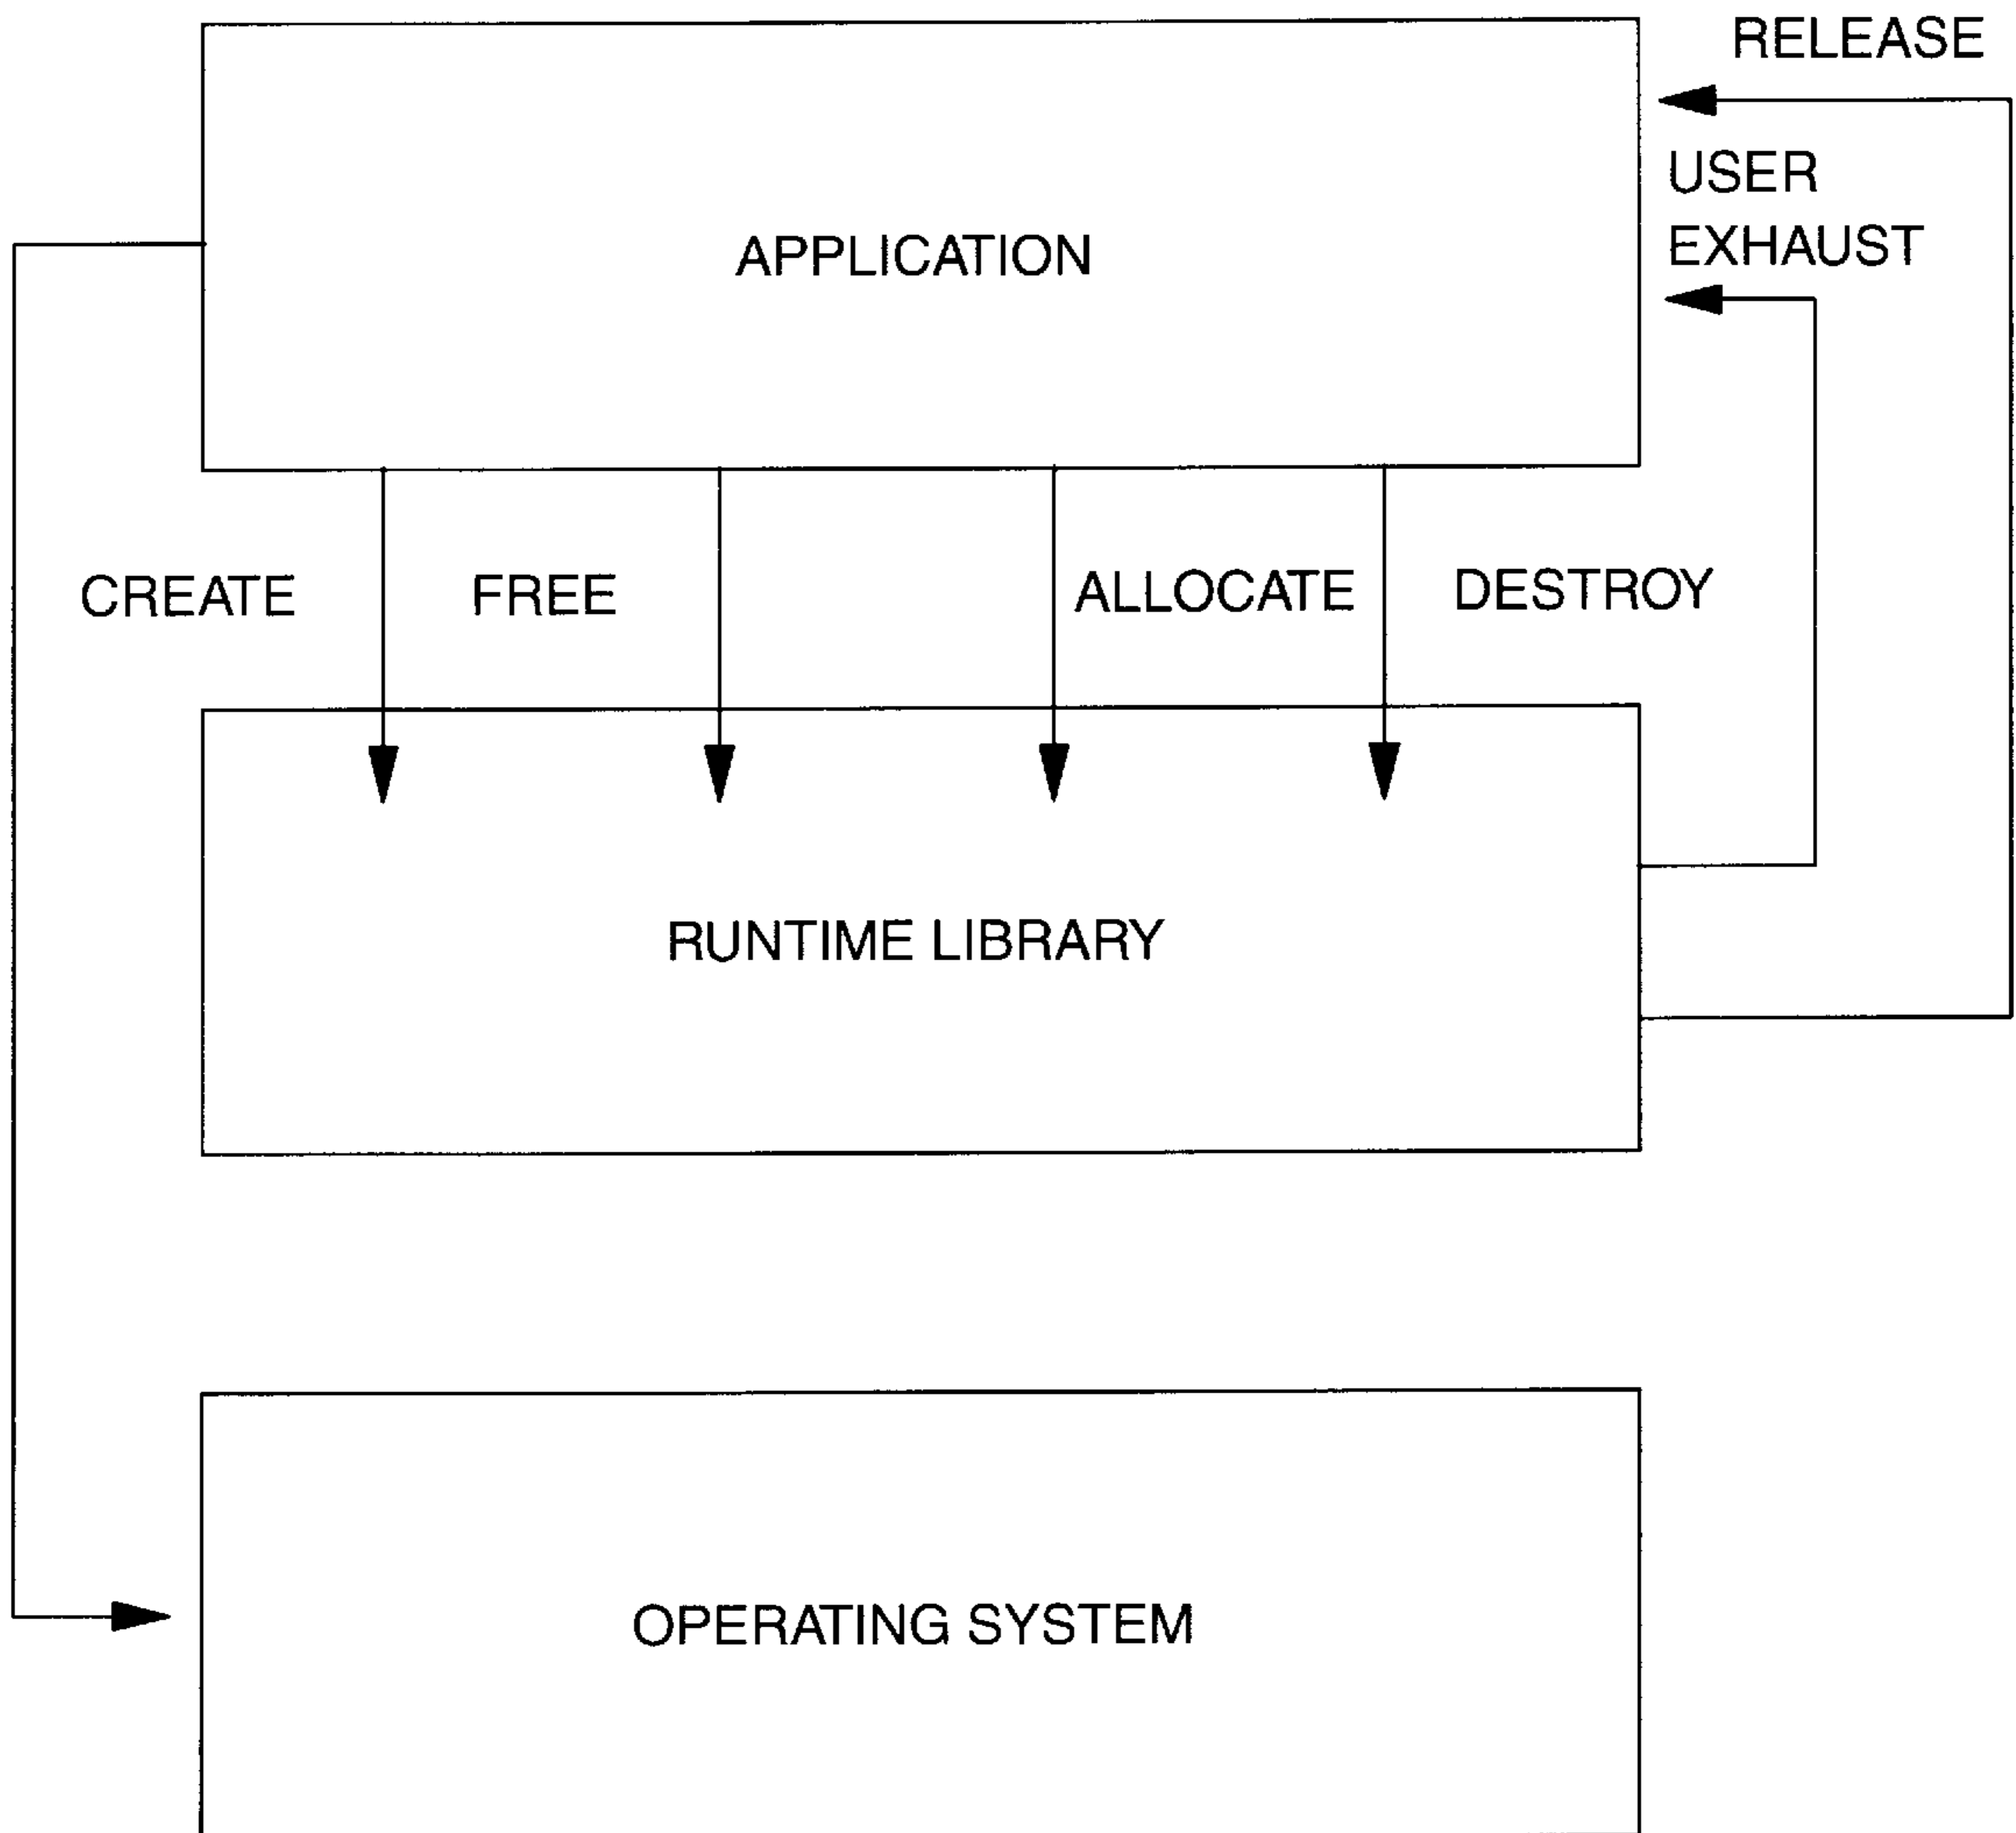 RELEASE
USER
EXHAUST
APPLICATION
CREATE
FREE
ALLOCATE
DESTROY
RUNTIME LIBRARY
OPERATING SYSTEM